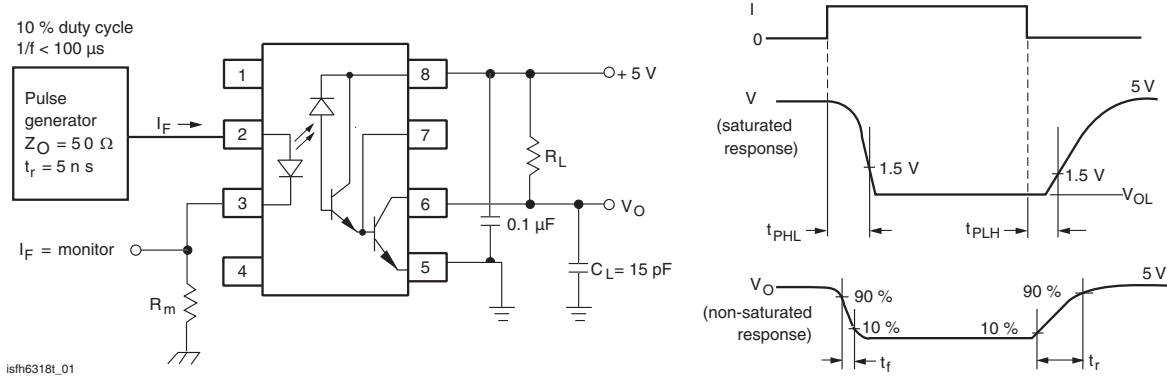 10 % duty cycle
1/f < 100 µs
Pulse
generator
Z_O = 50 Ω
t_r = 5 n s
I_F
1
2
3
4
8
7
6
5
+ 5 V
R_L
V_O
0.1 µF
C_L = 15 pF
I_F = monitor
R_m
isfh6318t_01
I
0
V
(saturated
response)
5 V
1.5 V
1.5 V
V_OL
t_PHL
t_PLH
V_O
(non-saturated
response)
5 V
90 %
10 %
90 %
10 %
t_f
t_r